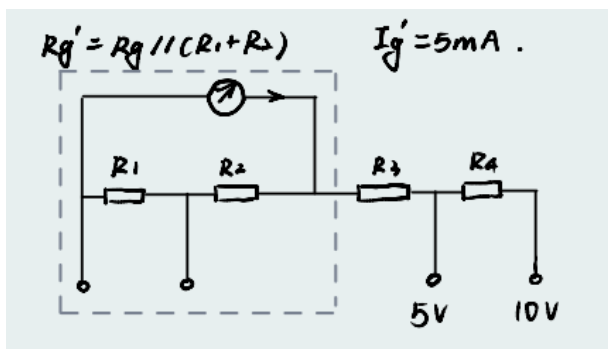 Rg' = Rg // (R1+R2) Ig' = 5mA .
R1 R2 R3 R4
5V 10V